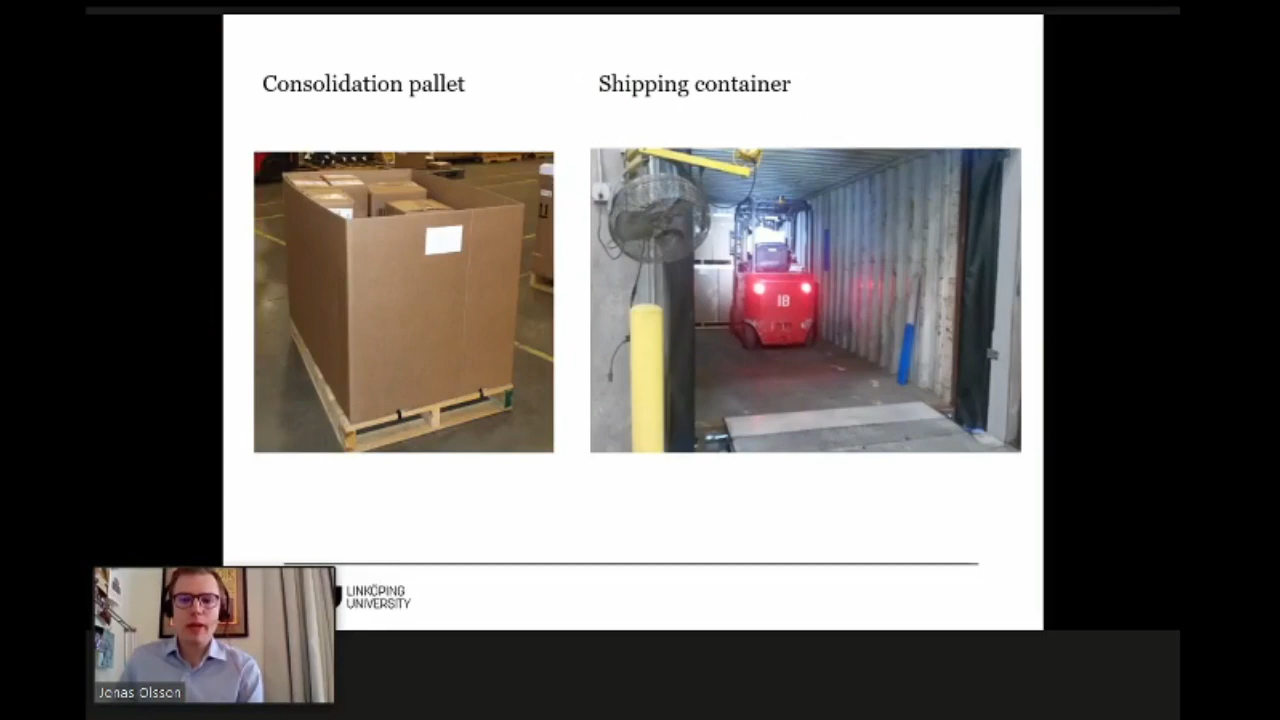 Consolidation pallet
Shipping container
18
LINKÖPING
UNIVERSITY
Jonas Olsson